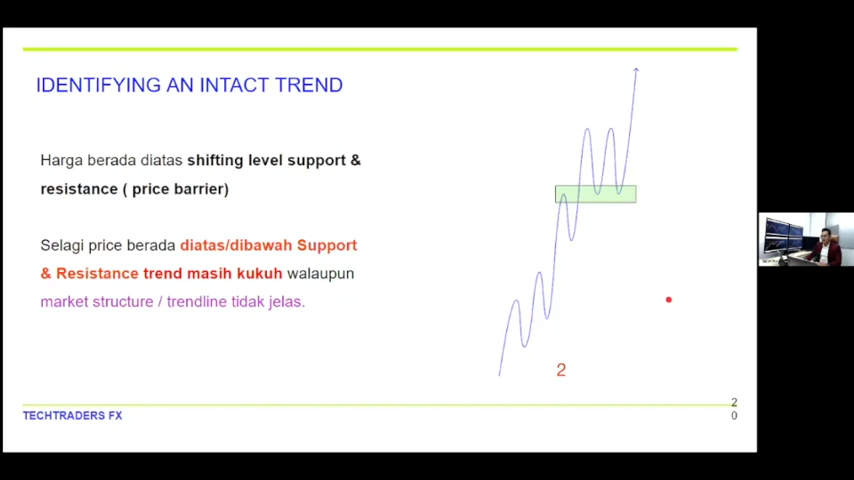 IDENTIFYING AN INTACT TREND
Harga berada diatas shifting level support &
resistance ( price barrier)
Selagi price berada diatas/dibawah Support
& Resistance trend masih kukuh walaupun
market structure / trendline tidak jelas.
2
TECHTRADERS FX
2
0